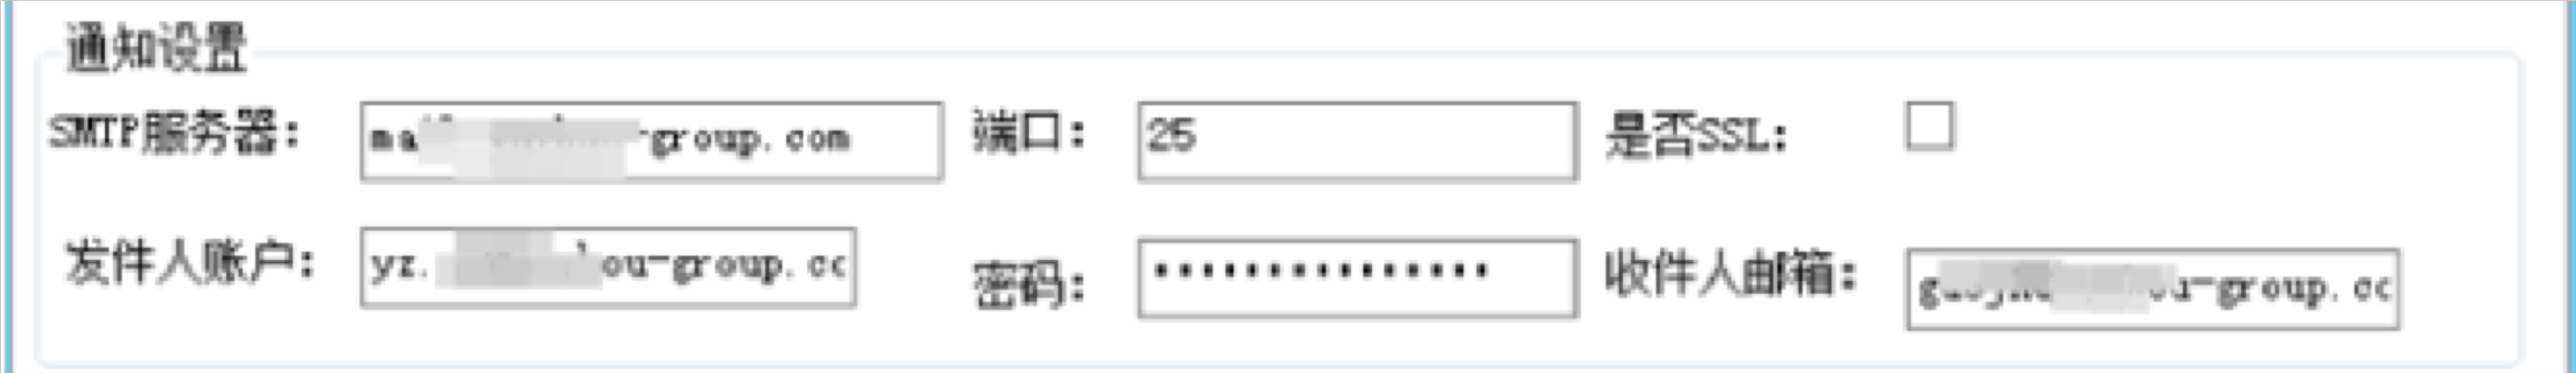 通知设置
SMTP服务器： ma -group.com 端口： 25 是否SSL：
发件人账户： yz. ou-group.cc 密码： ••••••••••••••• 收件人邮箱： u-group.cc